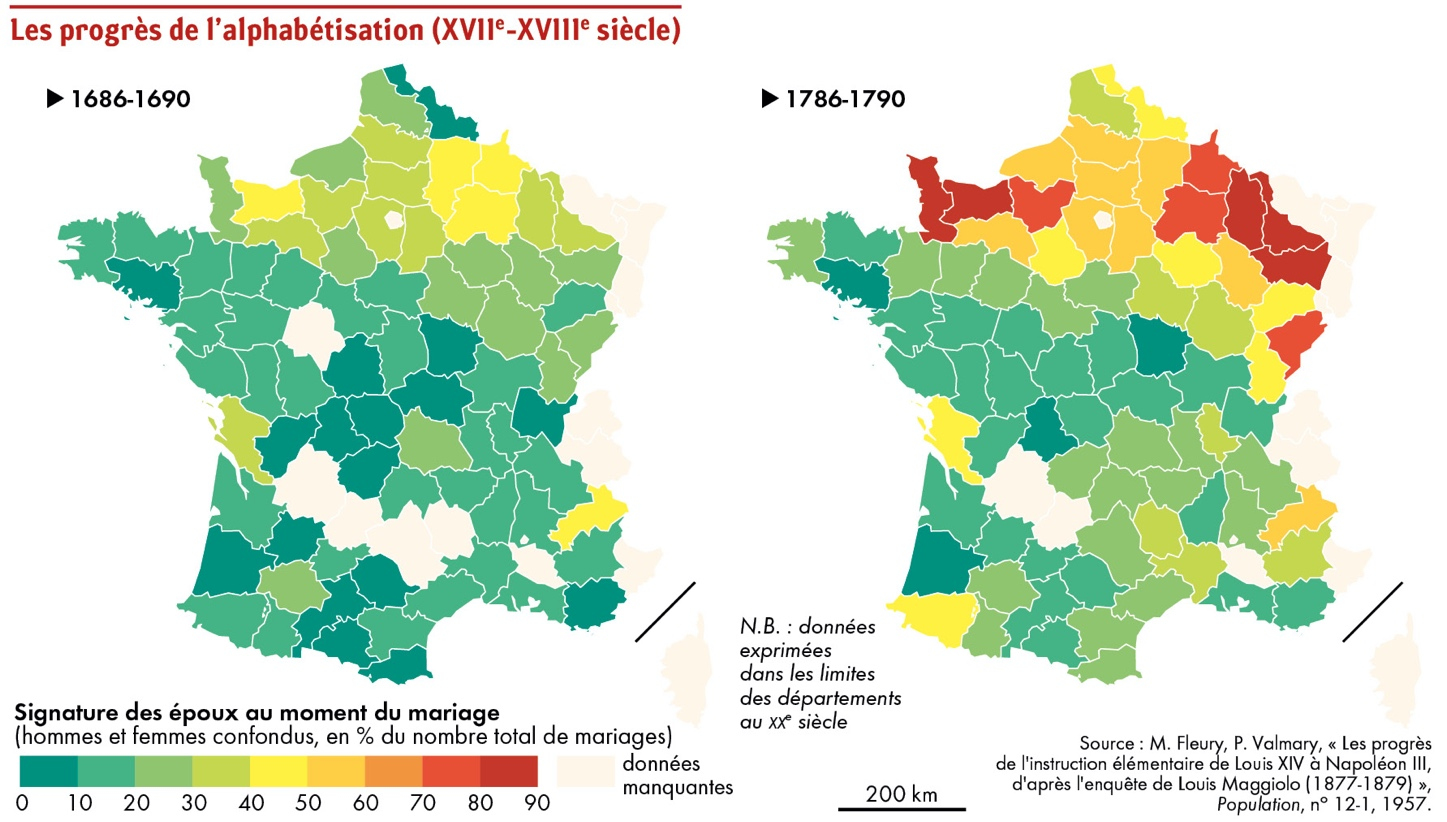 Les progrès de l'alphabétisation (XVIIe-XVIIIe siècle)
▶ 1686-1690
▶ 1786-1790
N.B. : données
exprimées
dans les limites
des départements
au XXe siècle
Signature des époux au moment du mariage
(hommes et femmes confondus, en % du nombre total de mariages)
données
manquantes
0 10 20 30 40 50 60 70 80 90
200 km
Source : M. Fleury, P. Valmary, « Les progrès
de l'instruction élémentaire de Louis XIV à Napoléon III,
d'après l'enquête de Louis Maggiolo (1877-1879) »,
Population, nº 12-1, 1957.